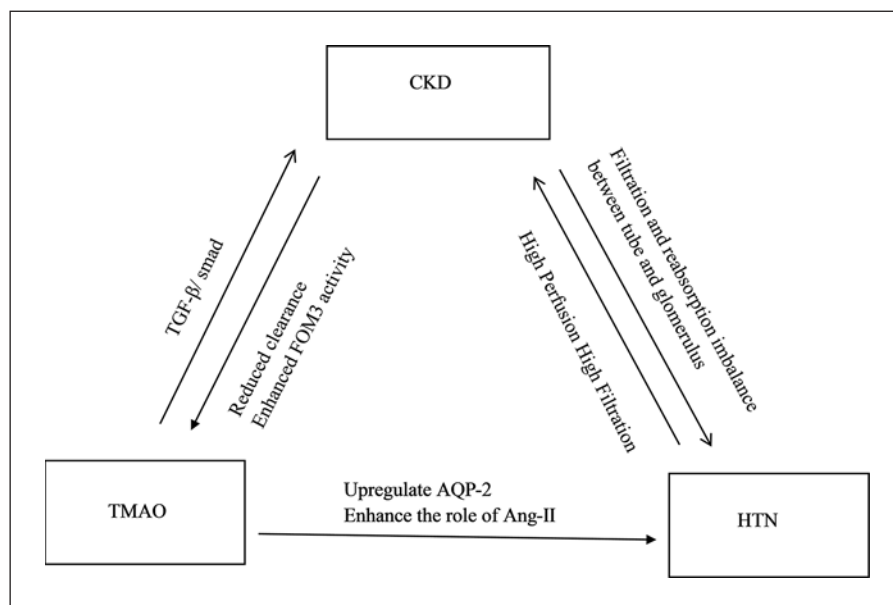 CKD
TGF-β/ smad
Reduced clearance
Enhanced FOM3 activity
Filtration and reabsorption imbalance
between tube and glomerulus
High Perfusion High Filtration
TMAO
Upregulate AQP-2
Enhance the role of Ang-II
HTN